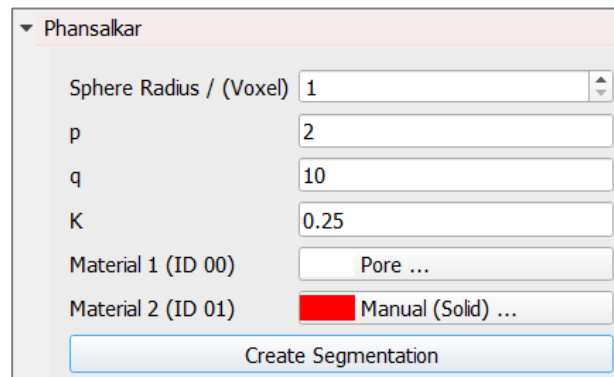 Phansalkar
Sphere Radius / (Voxel) 1
p 2
q 10
K 0.25
Material 1 (ID 00) Pore ...
Material 2 (ID 01) Manual (Solid) ...
Create Segmentation